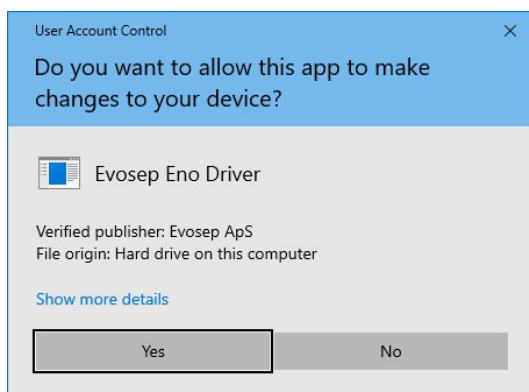 User Account Control
Do you want to allow this app to make
changes to your device?
Evosep Eno Driver
Verified publisher: Evosep ApS
File origin: Hard drive on this computer
Show more details
Yes
No